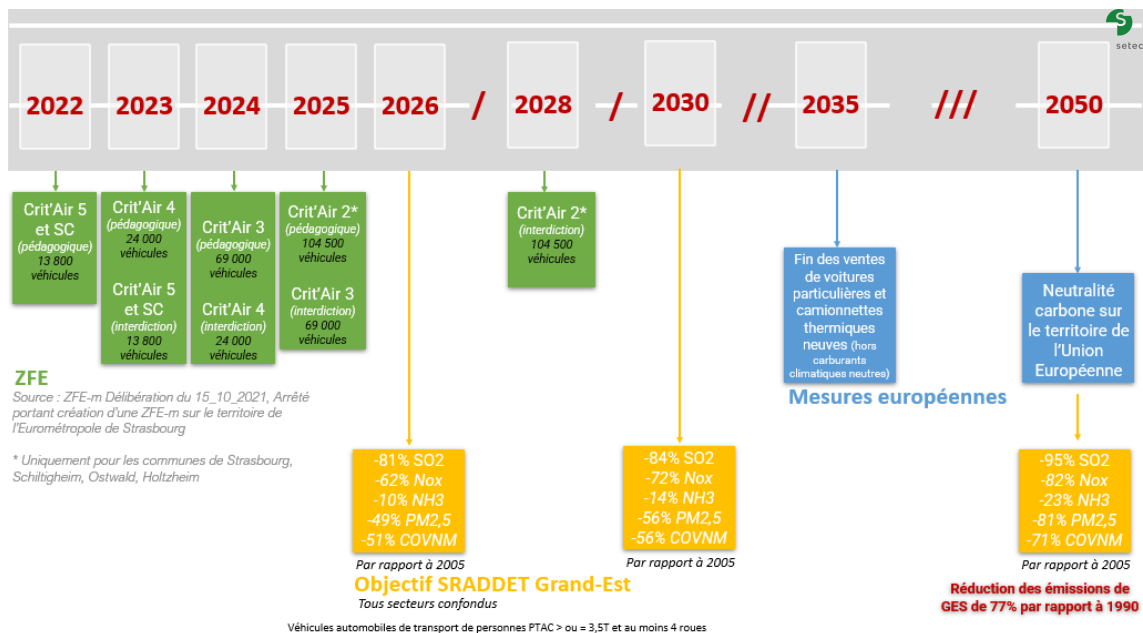 setec
2022
2023
2024
2025
2026
/
2028
/
2030
//
2035
///
2050
Crit'Air 5
et SC
(pédagogique)
13 800
véhicules
Crit'Air 4
(pédagogique)
24 000
véhicules
Crit'Air 5
et SC
(interdiction)
13 800
véhicules
Crit'Air 3
(pédagogique)
69 000
véhicules
Crit'Air 4
(interdiction)
24 000
véhicules
Crit'Air 2*
(pédagogique)
104 500
véhicules
Crit'Air 3
(interdiction)
69 000
véhicules
Crit'Air 2*
(interdiction)
104 500
véhicules
Fin des ventes
de voitures
particulières et
camionnettes
thermiques
neuves (hors
carburants
climatiques neutres)
Neutralité
carbone sur
le territoire de
l'Union
Européenne
Mesures européennes
ZFE
Source : ZFE-m Délibération du 15_10_2021, Arrêté
portant création d'une ZFE-m sur le territoire de
l'Eurométropole de Strasbourg
* Uniquement pour les communes de Strasbourg,
Schiltigheim, Ostwald, Holtzheim
-81% SO2
-62% Nox
-10% NH3
-49% PM2,5
-51% COVNM
Par rapport à 2005
-84% SO2
-72% Nox
-14% NH3
-56% PM2,5
-56% COVNM
Par rapport à 2005
-95% SO2
-82% Nox
-23% NH3
-81% PM2,5
-71% COVNM
Par rapport à 2005
Objectif SRADDET Grand-Est
Tous secteurs confondus
Réduction des émissions de
GES de 77% par rapport à 1990
Véhicules automobiles de transport de personnes PTAC > ou = 3,5T et au moins 4 roues